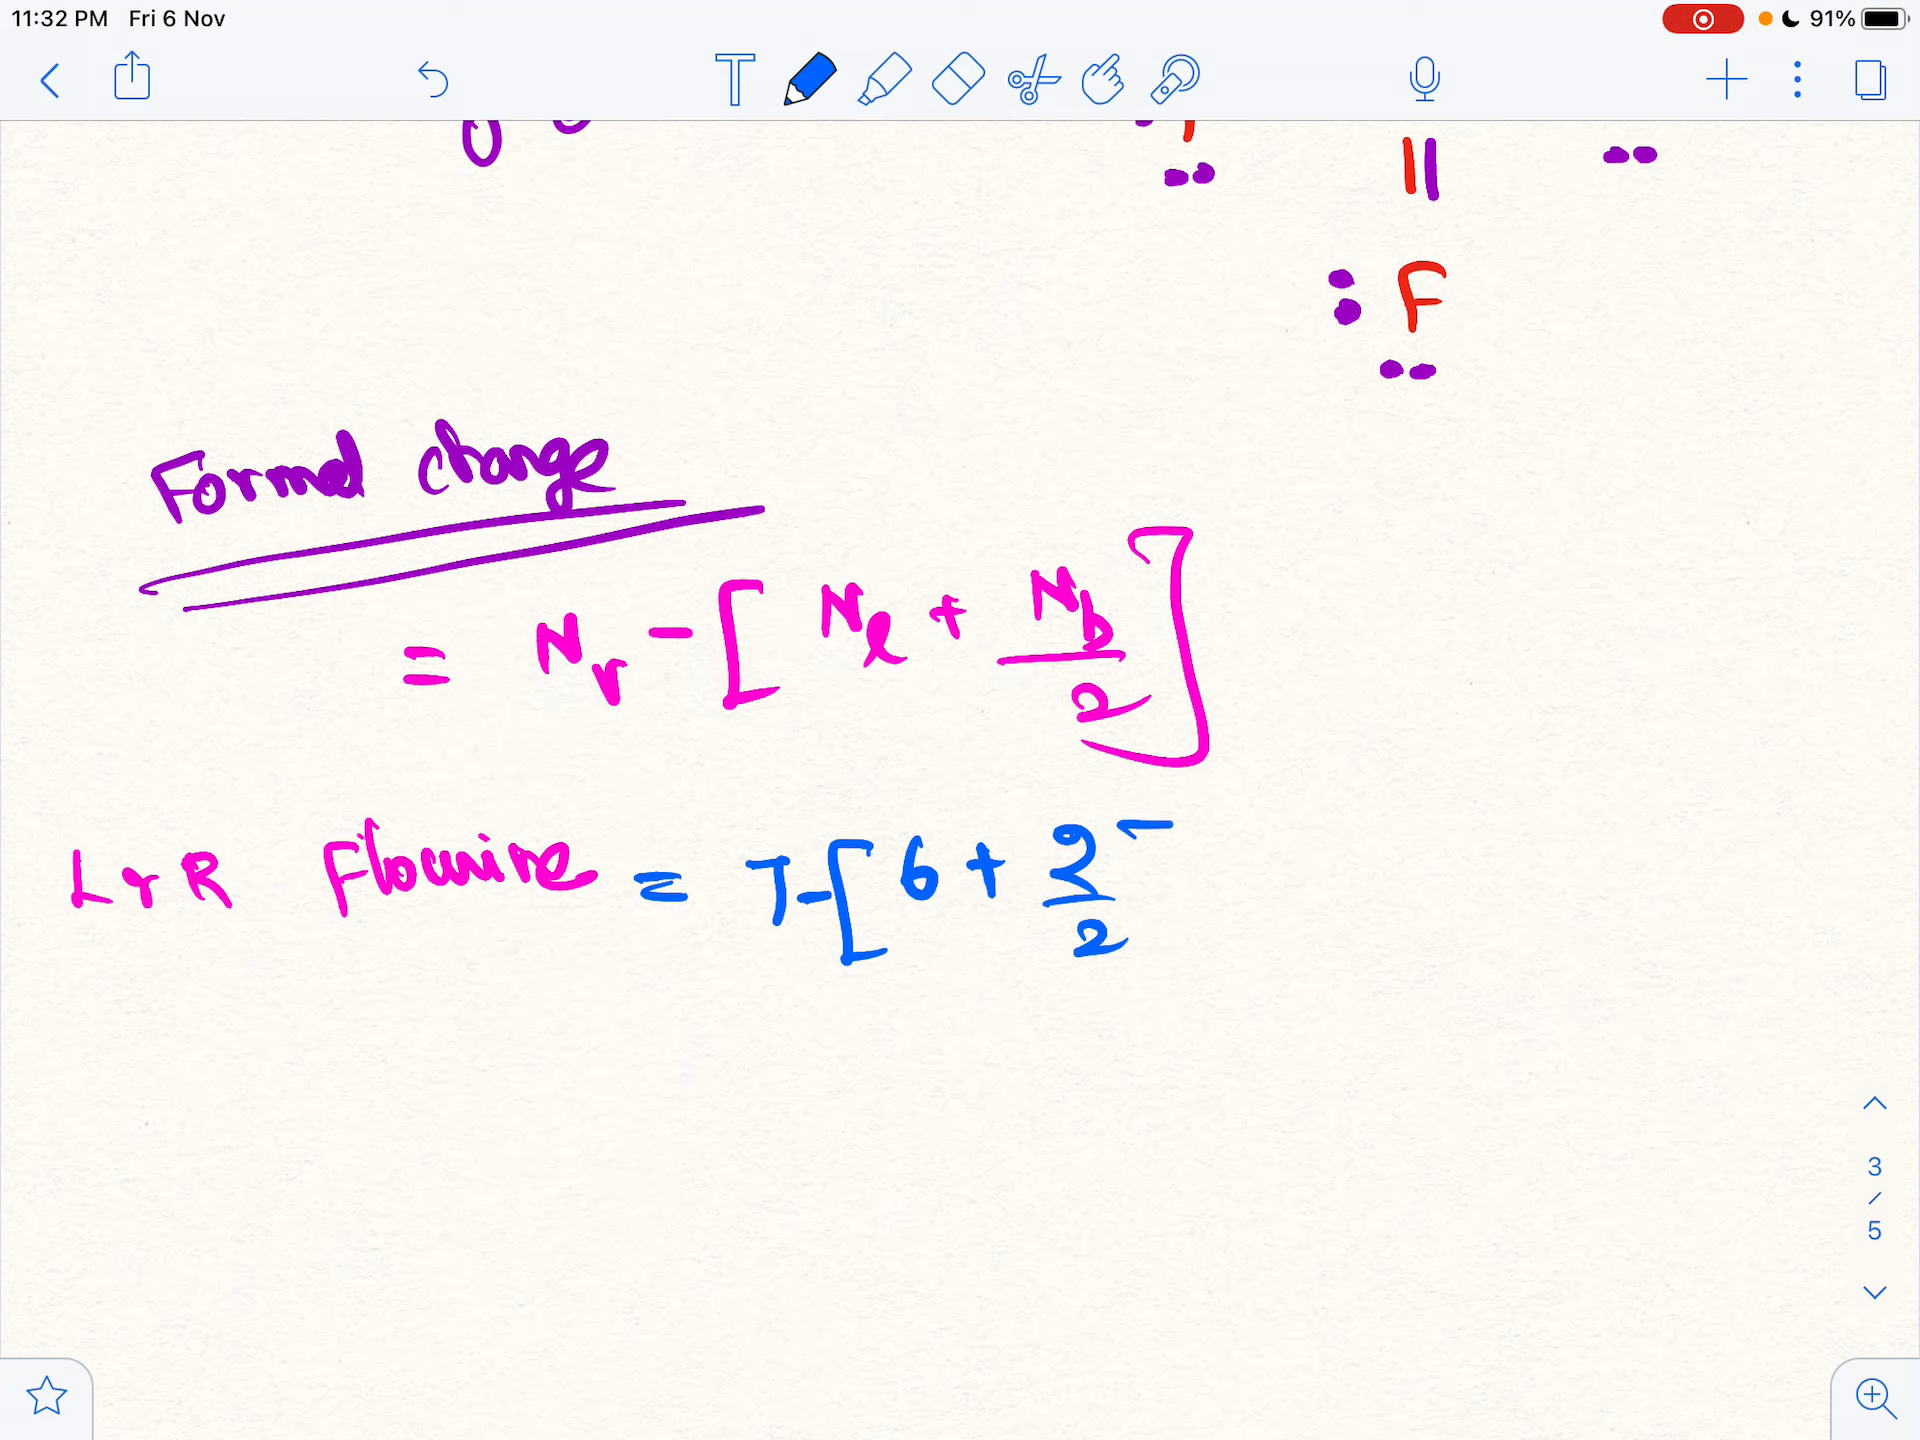 11:32 PM Fri 6 Nov 91%
T
F
Formal charge
= Nv - [ Nl + Nb/2 ]
L & R Flourine = 7-[ 6 + 2/2
3
/
5